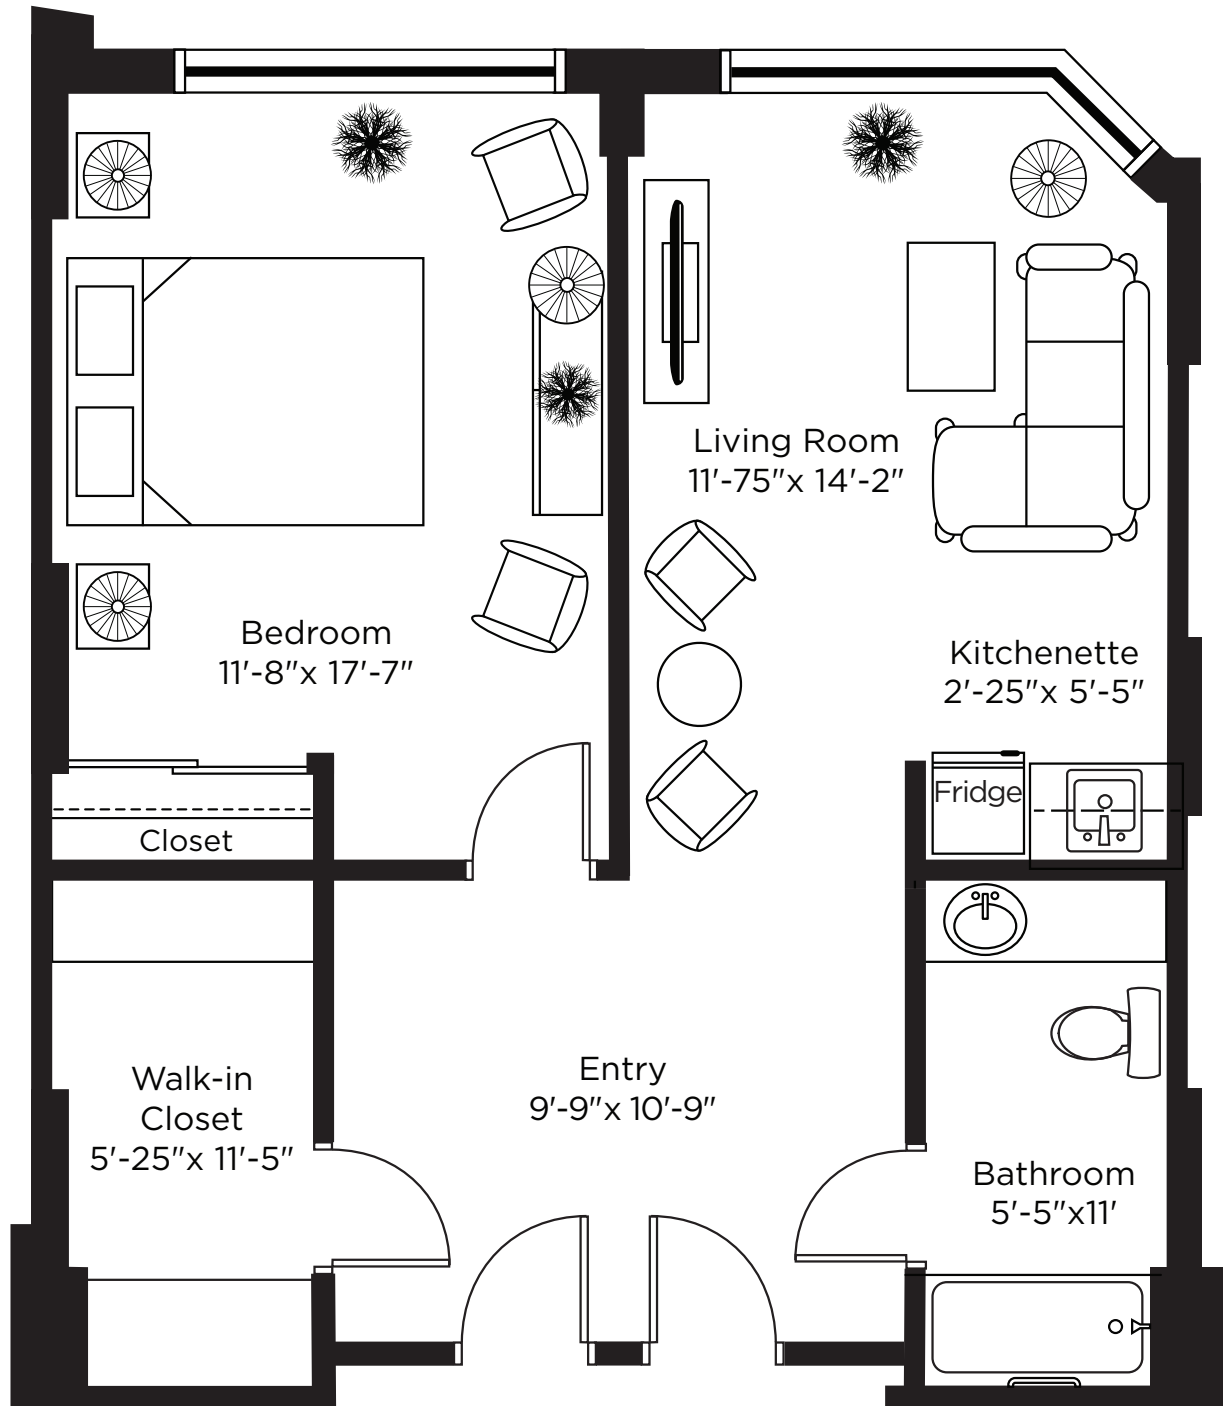 Living Room
11'-75"x 14'-2"
Bedroom
11'-8"x 17'-7"
Kitchenette
2'-25"x 5'-5"
Fridge
Closet
Walk-in
Closet
5'-25"x 11'-5"
Entry
9'-9"x 10'-9"
Bathroom
5'-5"x11'